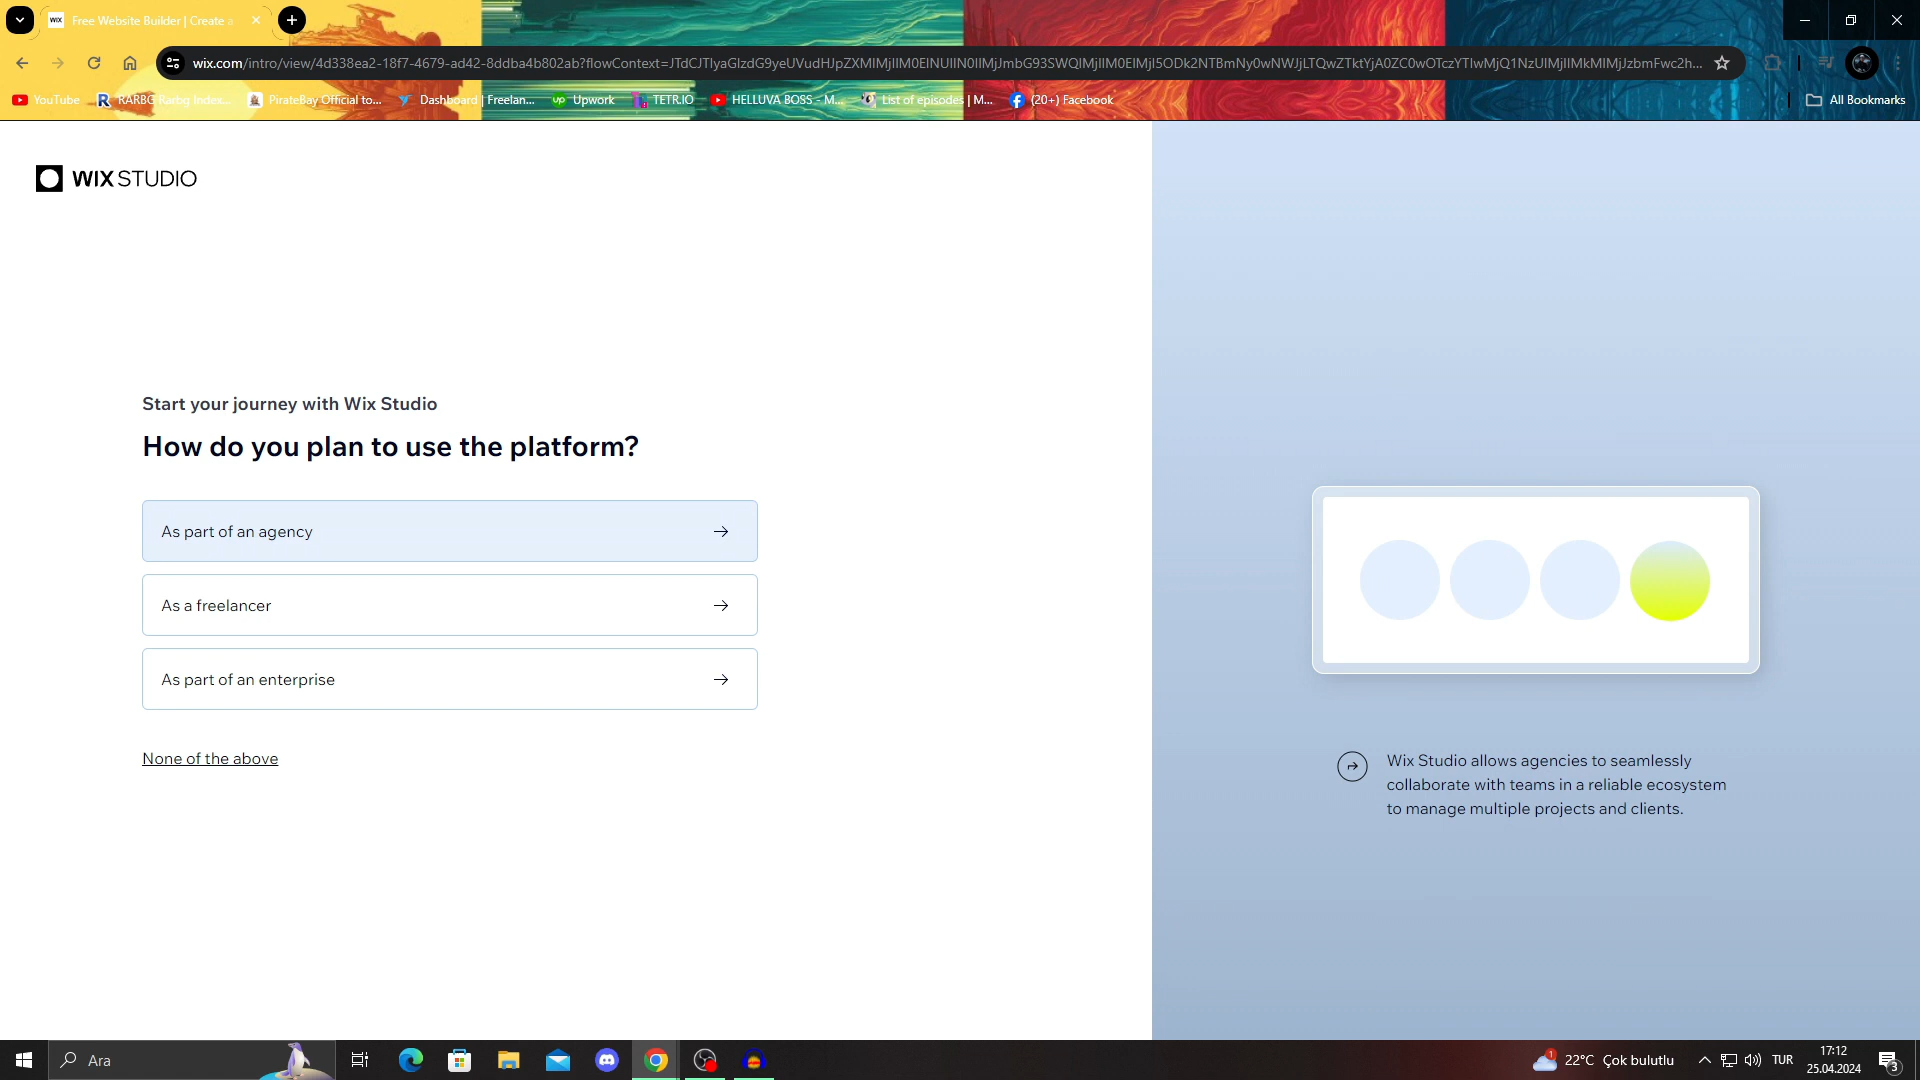 WIX Free Website Builder | Create a
wix.com/intro/view/4d338ea2-18f7-4679-ad42-8ddba4b802ab?flowContext=
YouTube RARBG Rarbg Index... PirateBay Official to... Dashboard | Freelan... up Upwork TETR.IO HELLUVA BOSS - M... List of episodes | M... (20+) Facebook All Bookmarks
WIX STUDIO
Start your journey with Wix Studio
How do you plan to use the platform?
As part of an agency
As a freelancer
As part of an enterprise
None of the above
Wix Studio allows agencies to seamlessly
collaborate with teams in a reliable ecosystem
to manage multiple projects and clients.
Ara
1 22°C Çok bulutlu TUR 17:12
25.04.2024 3